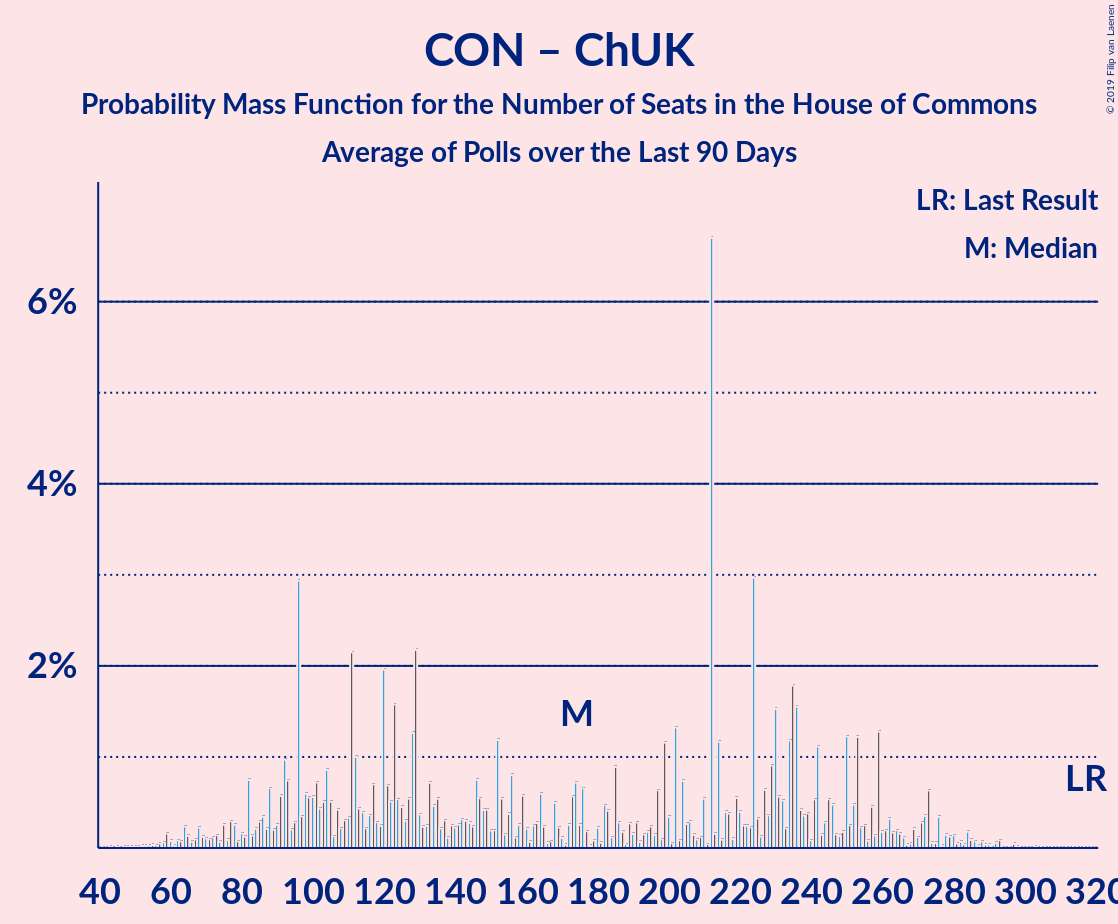 CON – ChUK
Probability Mass Function for the Number of Seats in the House of Commons
Average of Polls over the Last 90 Days
© 2019 Filip van Laenen
LR: Last Result
M: Median
6%
4%
2%
M
LR
40 60 80 100 120 140 160 180 200 220 240 260 280 300 320